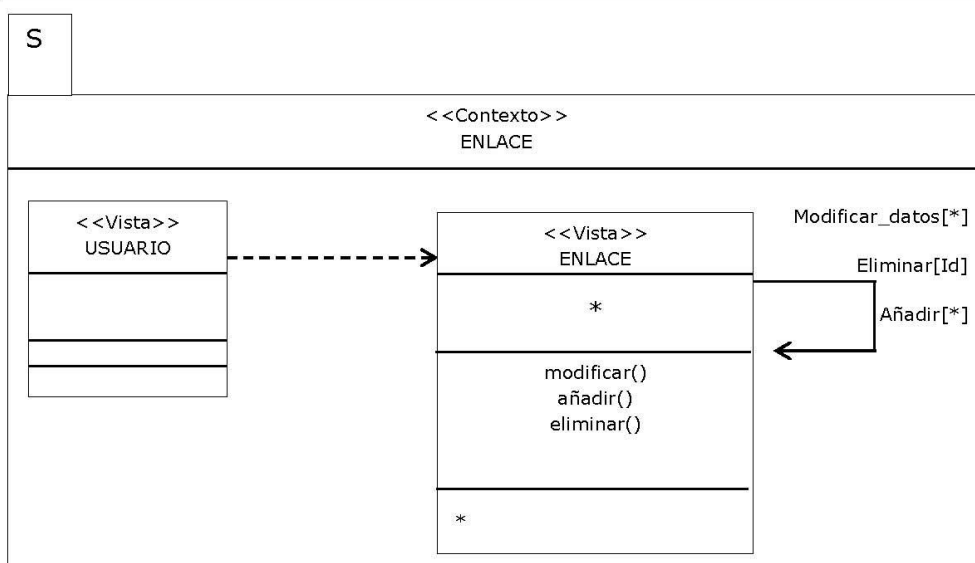 S
<<Contexto>>
ENLACE
<<Vista>>
USUARIO
<<Vista>>
ENLACE
*
modificar()
añadir()
eliminar()
*
Modificar_datos[*]
Eliminar[Id]
Añadir[*]